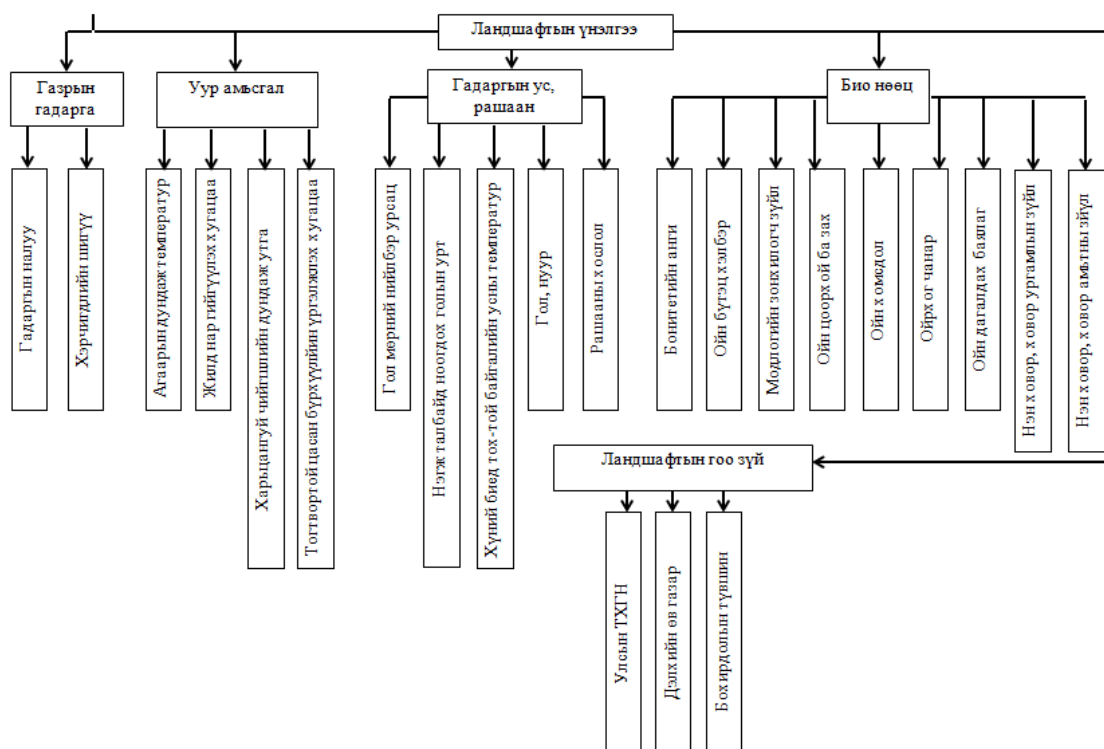 Ландшафтын үнэлгээ
Газрын
гадарга
Уур амьсгал
Гадаргын ус,
рашаан
Био нөөц
Гадаргын налуу
Хэрчигдлийн шигүү
Агаарын дундаж температур
Жилд нар гийгүүлэх хугацаа
Харьцангуй чийгшлийн дундаж утга
Тогтвортой цасан бүрхүүлийн үргэлжлэх хугацаа
Гол мөрний нийлбэр урсац
Нэгж талбайд ноогдох голын урт
Хүний биед тох-той байгалийн усны температур
Гол, нуур
Рашааны хослол
Бонитетийн анги
Ойн бүтэц хэлбэр
Модлогийн зонхилогч зүйл
Ойн цоорхой ба зах
Ойн хомсдол
Ойрхог чанар
Ойн дагалдах баялаг
Нэн ховор, ховор ургамлын зүйл
Нэн ховор, ховор амьтны зйүл
Ландшафтын гоо зүй
Улсын ТХГН
Дэлхийн өв газар
Бохирдолын түвшин